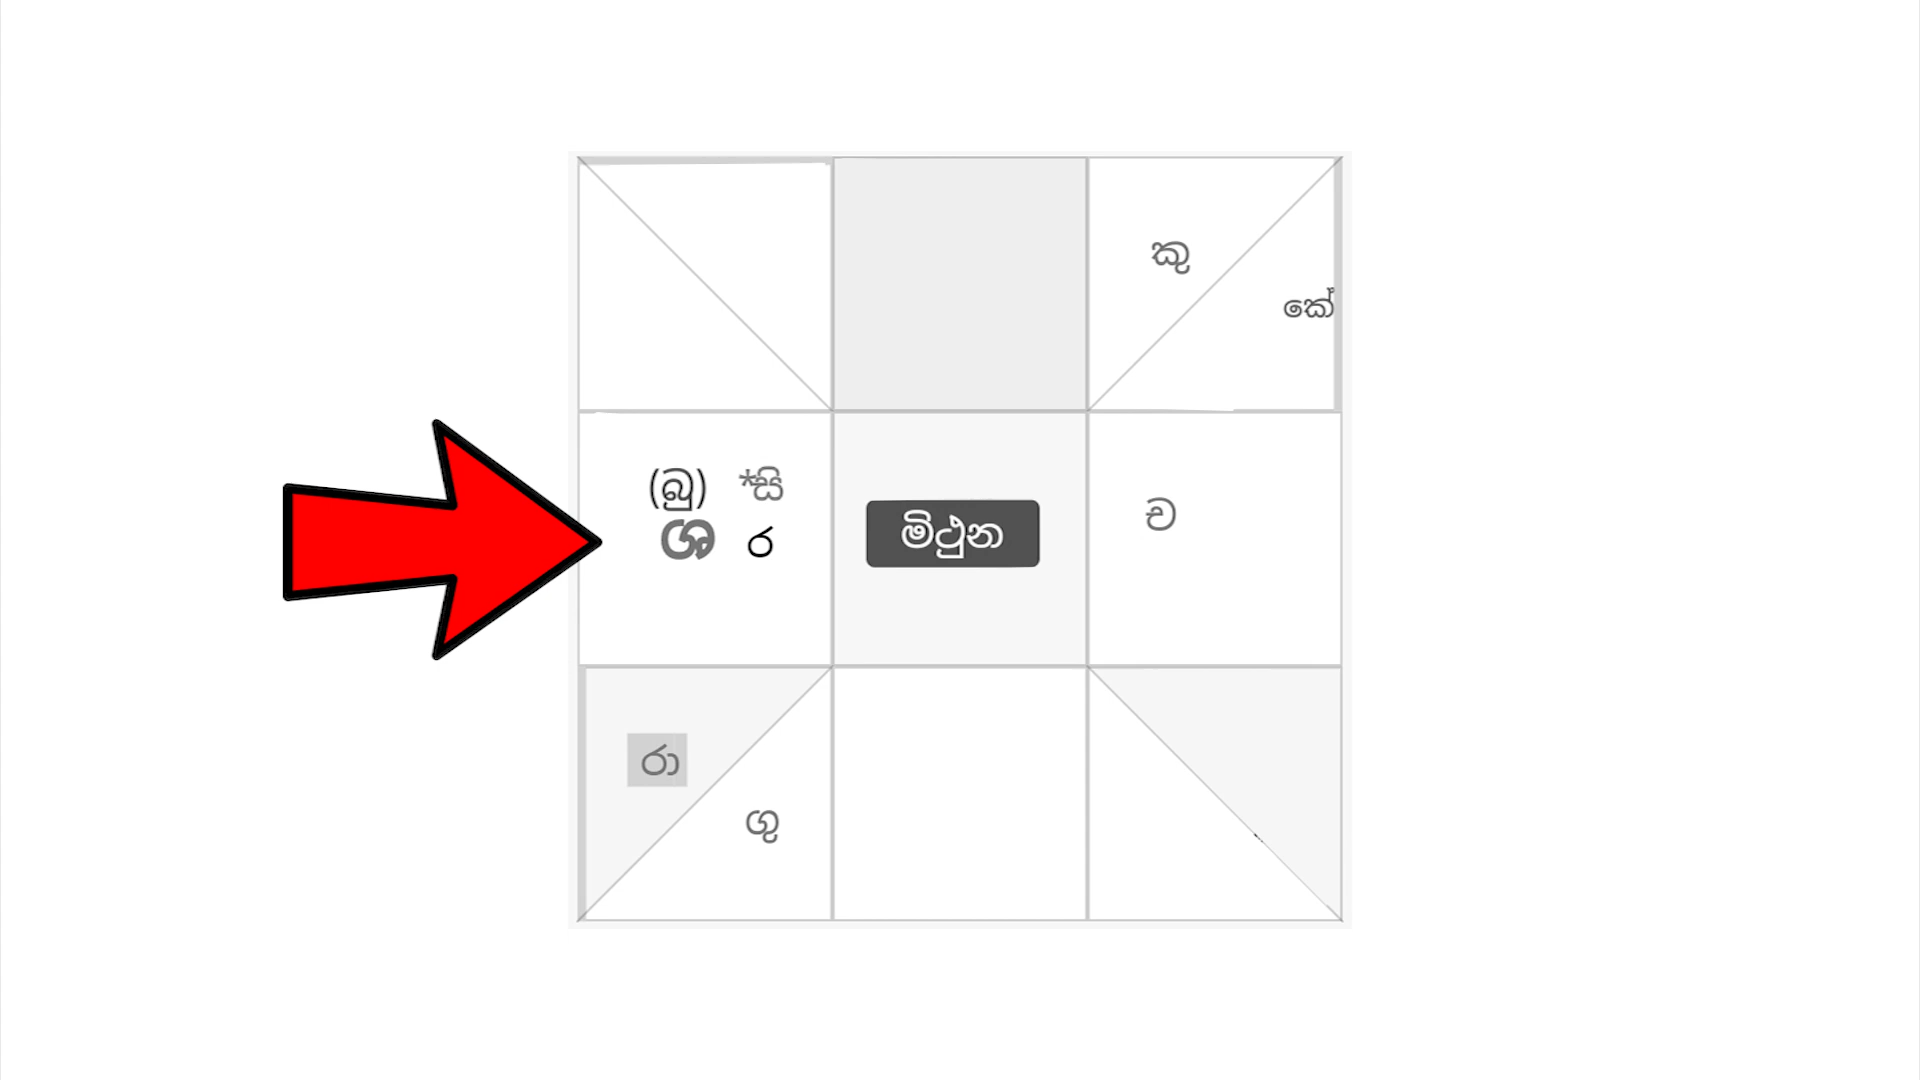 කු
කේ
(බු) *සි
ශ ර
මිථුන
ච
රා
ගු